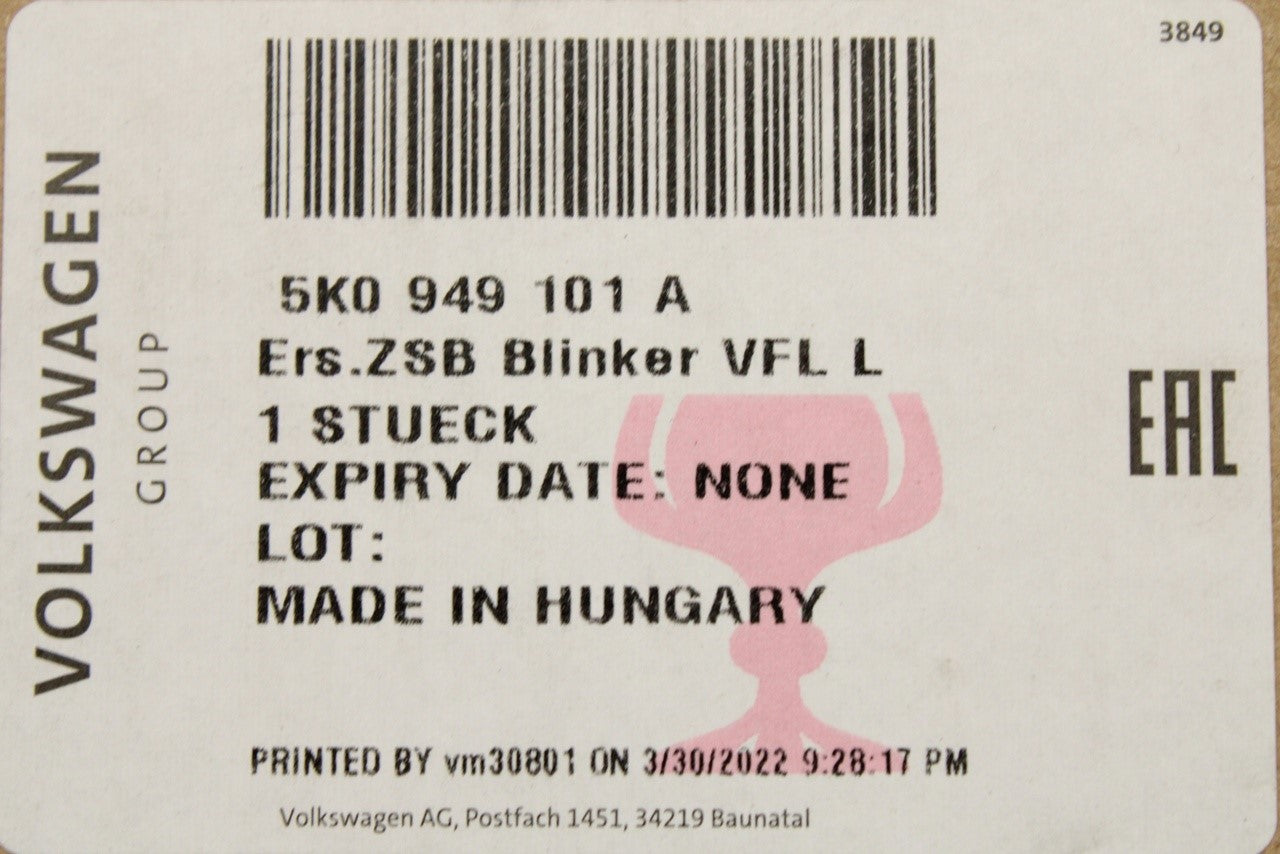 3849
VOLKSWAGEN
GROUP
5K0 949 101 A
Ers.ZSB Blinker VFL L
1 STUECK
EXPIRY DATE: NONE
LOT:
MADE IN HUNGARY
EAC
PRINTED BY vm30801 ON 3/30/2022 9:28:17 PM
Volkswagen AG, Postfach 1451, 34219 Baunatal